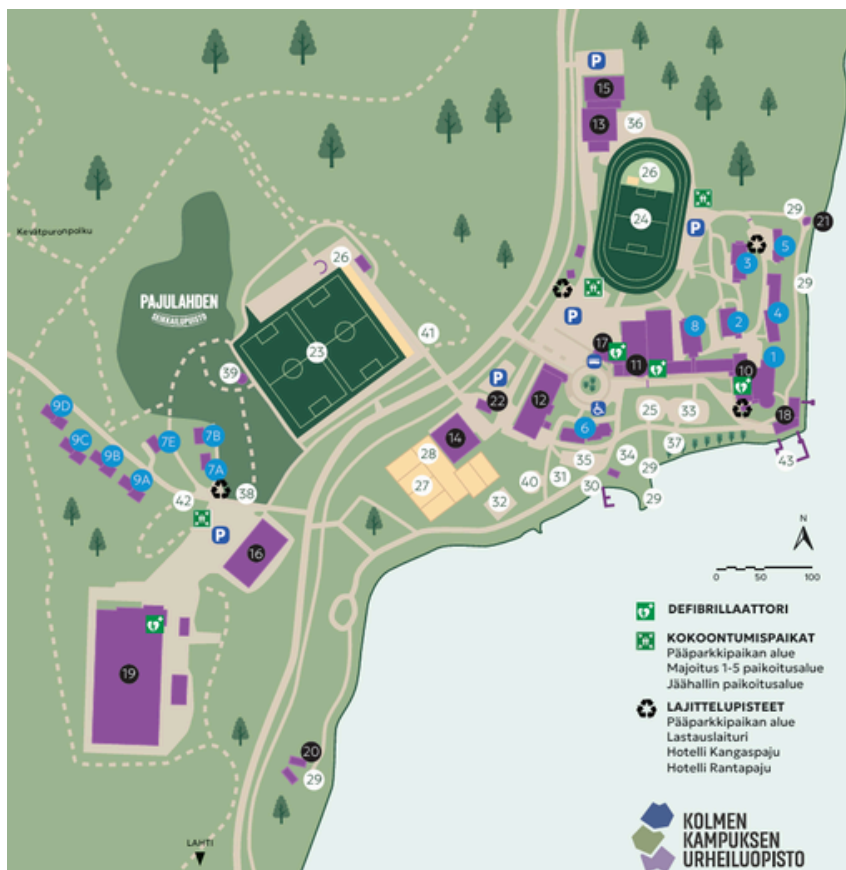 P
15
13
36
26
24
29
21
5
3
Kevätpuronpolku
PAJULAHDEN
SEIKKAILUPUISTO
26
P
29
4
P
2
8
41
23
17
11
10
1
39
P
22
12
9D
9C
9B
9A
7E
7B
7A
14
6
25
33
18
28
27
35
34
37
43
40
31
29
42
38
32
30
29
P
16
N
0 50 100
DEFIBRILLAATTORI
KOKOONTUMISPAIKAT
Pääparkkipaikan alue
Majoitus 1-5 paikoitusalue
Jäähallin paikoitusalue
19
LAJITTELUPISTEET
Pääparkkipaikan alue
Lastauslaituri
Hotelli Kangaspaju
Hotelli Rantapaju
20
29
LAHTI
KOLMEN
KAMPUKSEN
URHEILUOPISTO